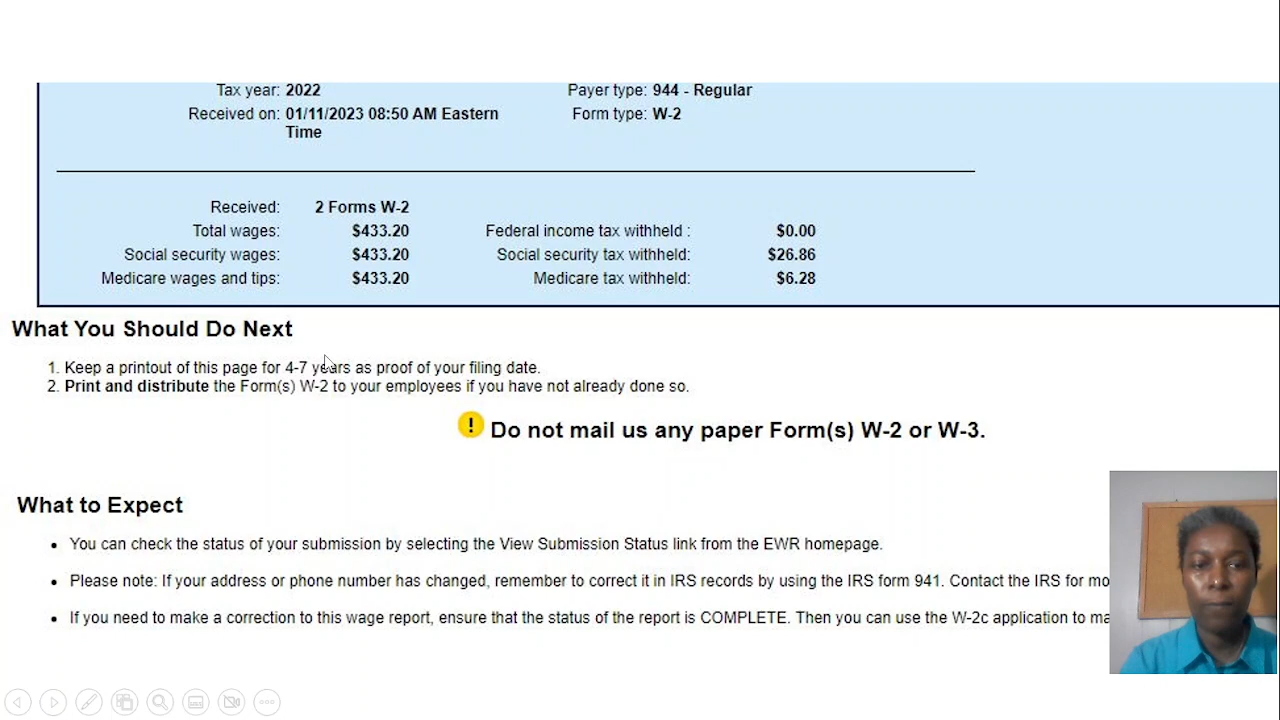 Tax year: 2022 Payer type: 944 - Regular
Received on: 01/11/2023 08:50 AM Eastern Form type: W-2
Time
Received: 2 Forms W-2
Total wages: $433.20 Federal income tax withheld : $0.00
Social security wages: $433.20 Social security tax withheld: $26.86
Medicare wages and tips: $433.20 Medicare tax withheld: $6.28
What You Should Do Next
1. Keep a printout of this page for 4-7 years as proof of your filing date.
2. Print and distribute the Form(s) W-2 to your employees if you have not already done so.
! Do not mail us any paper Form(s) W-2 or W-3.
What to Expect
• You can check the status of your submission by selecting the View Submission Status link from the EWR homepage.
• Please note: If your address or phone number has changed, remember to correct it in IRS records by using the IRS form 941. Contact the IRS for mo
• If you need to make a correction to this wage report, ensure that the status of the report is COMPLETE. Then you can use the W-2c application to ma